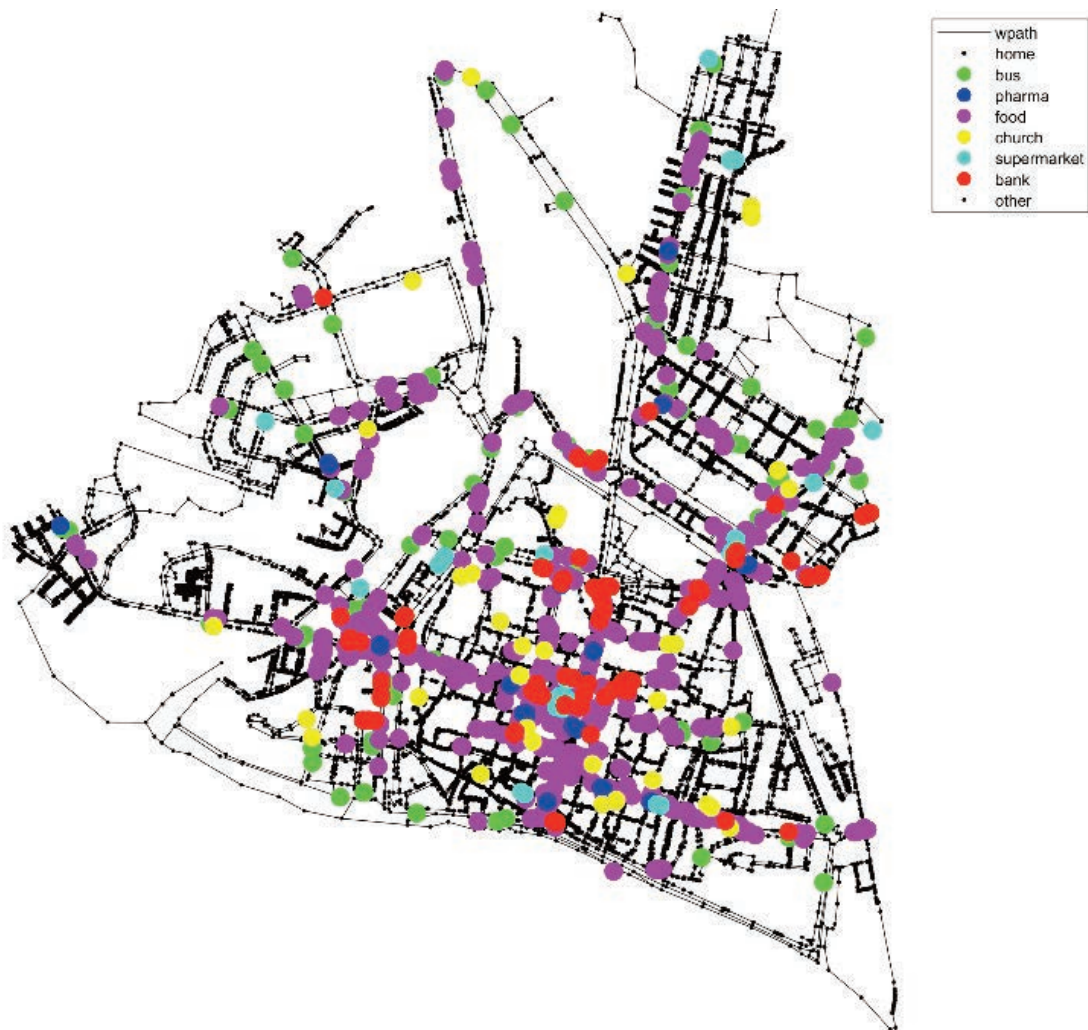 wpath
home
bus
pharma
food
church
supermarket
bank
other